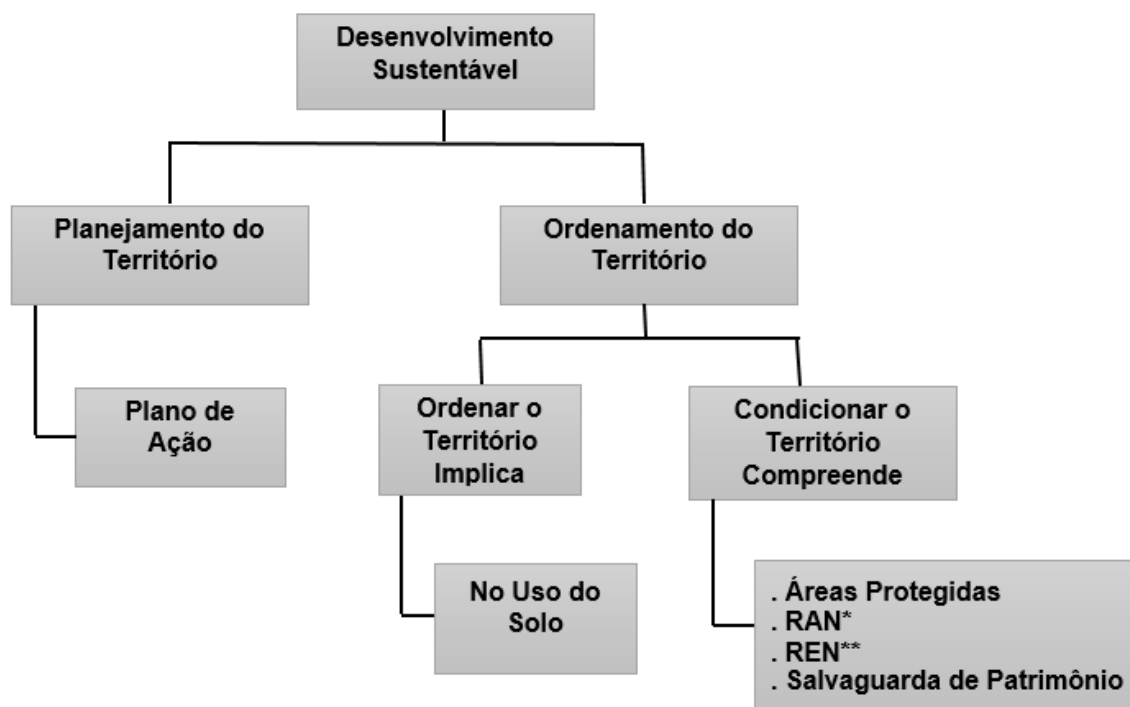 Desenvolvimento
Sustentável
Planejamento do
Território
Ordenamento do
Território
Plano de
Ação
Ordenar o
Território
Implica
Condicionar o
Território
Compreende
No Uso do
Solo
. Áreas Protegidas
. RAN*
. REN**
. Salvaguarda de Patrimônio